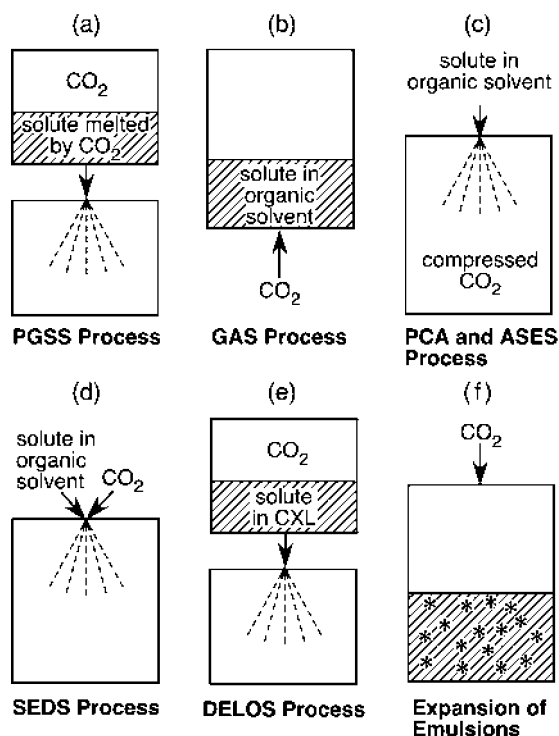 (a)
CO₂
solute melted
by CO₂
PGSS Process
(b)
solute in
organic
solvent
CO₂
GAS Process
(c)
solute in
organic solvent
compressed
CO₂
PCA and ASES
Process
(d)
solute in
organic
solvent
CO₂
SEDS Process
(e)
CO₂
solute
in CXL
DELOS Process
(f)
CO₂
Expansion of
Emulsions